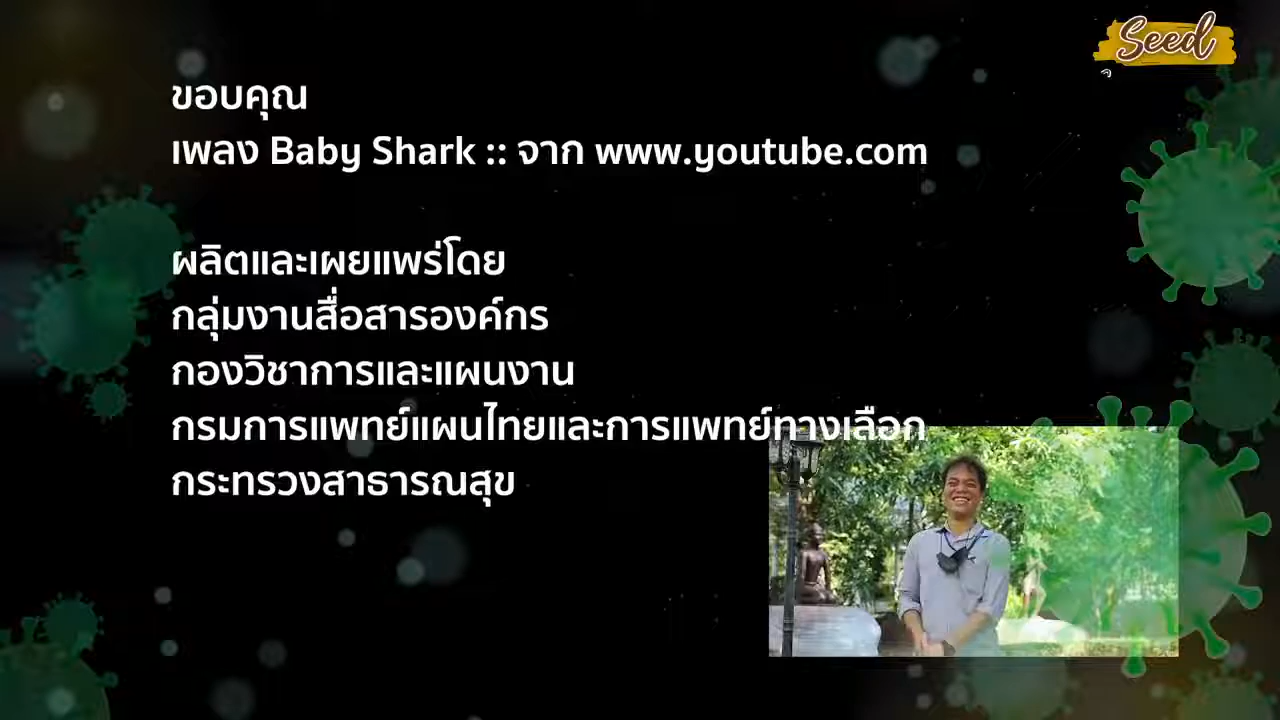 Seed
ขอบคุณ
เพลง Baby Shark :: จาก www.youtube.com
ผลิตและเผยแพร่โดย
กลุ่มงานสื่อสารองค์กร
กองวิชาการและแผนงาน
กรมการแพทย์แผนไทยและการแพทย์ทางเลือก
กระทรวงสาธารณสุข